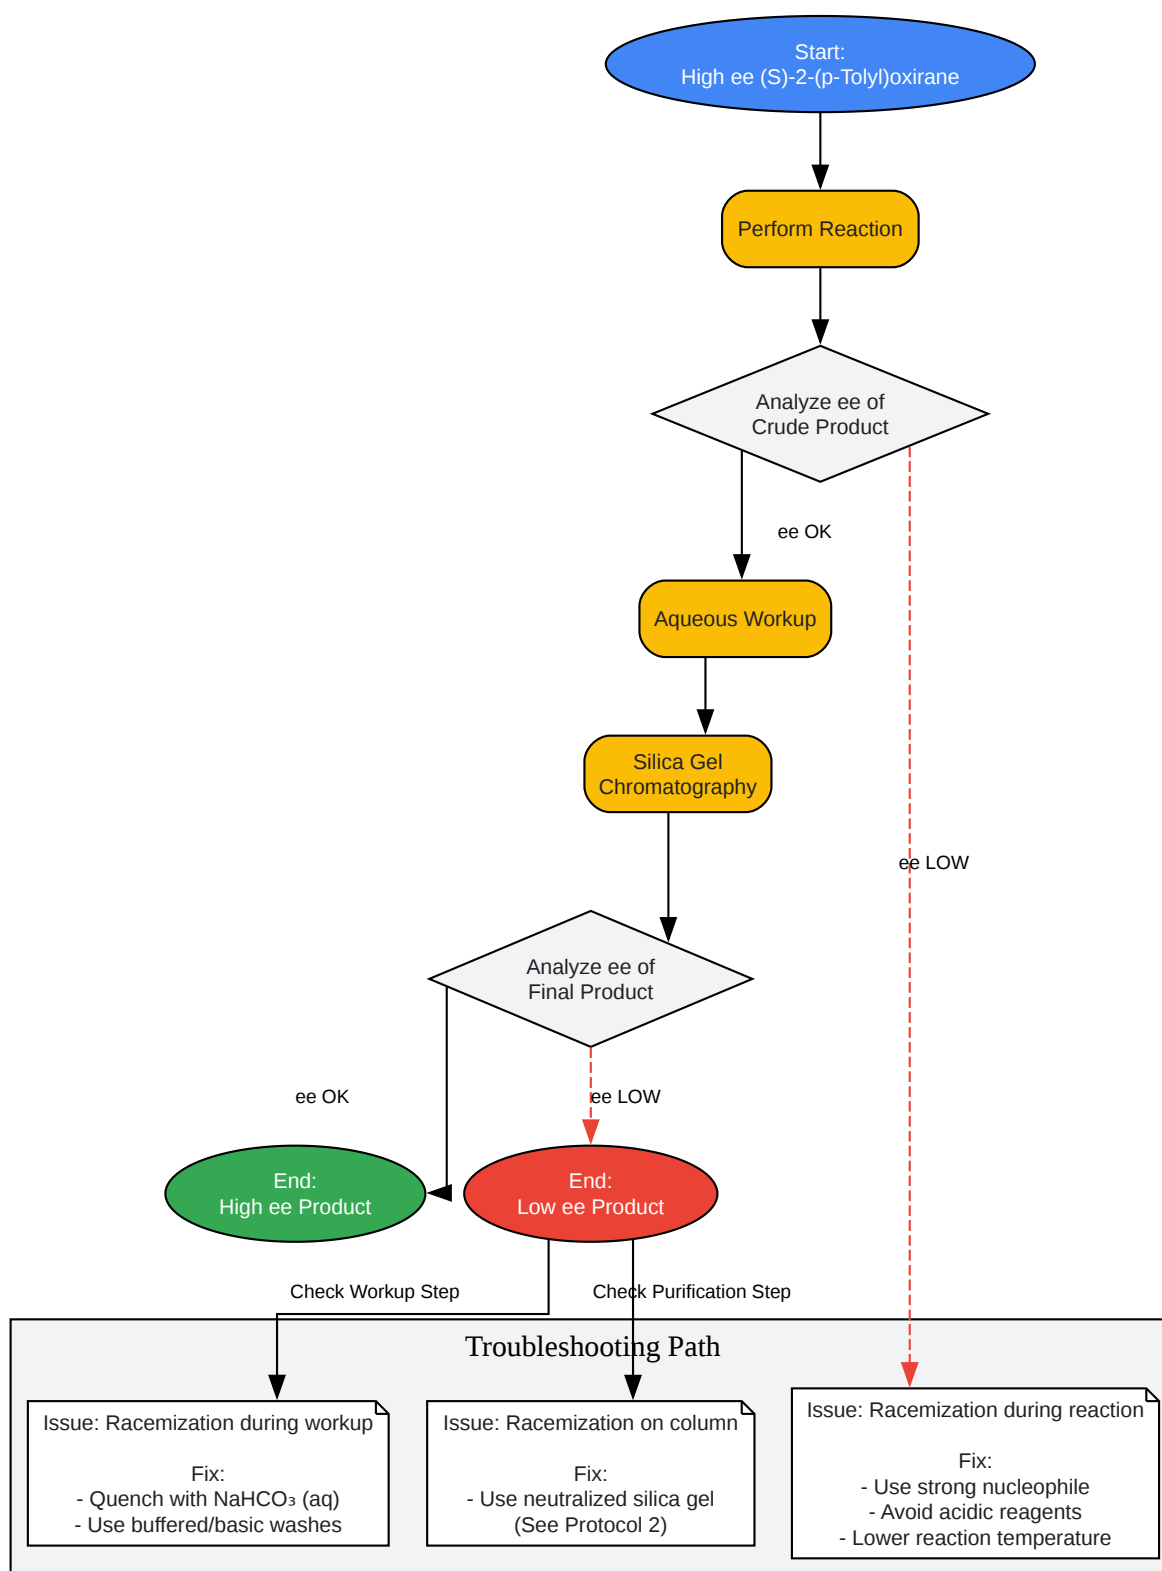 Start:
High ee (S)-2-(p-Tolyl)oxirane
Perform Reaction
Analyze ee of
Crude Product
ee OK
Aqueous Workup
Silica Gel
Chromatography
ee LOW
Analyze ee of
Final Product
ee OK
ee LOW
End:
High ee Product
End:
Low ee Product
Check Workup Step
Check Purification Step
Troubleshooting Path
Issue: Racemization during workup
Fix:
- Quench with NaHCO₃ (aq)
- Use buffered/basic washes
Issue: Racemization on column
Fix:
- Use neutralized silica gel
(See Protocol 2)
Issue: Racemization during reaction
Fix:
- Use strong nucleophile
- Avoid acidic reagents
- Lower reaction temperature